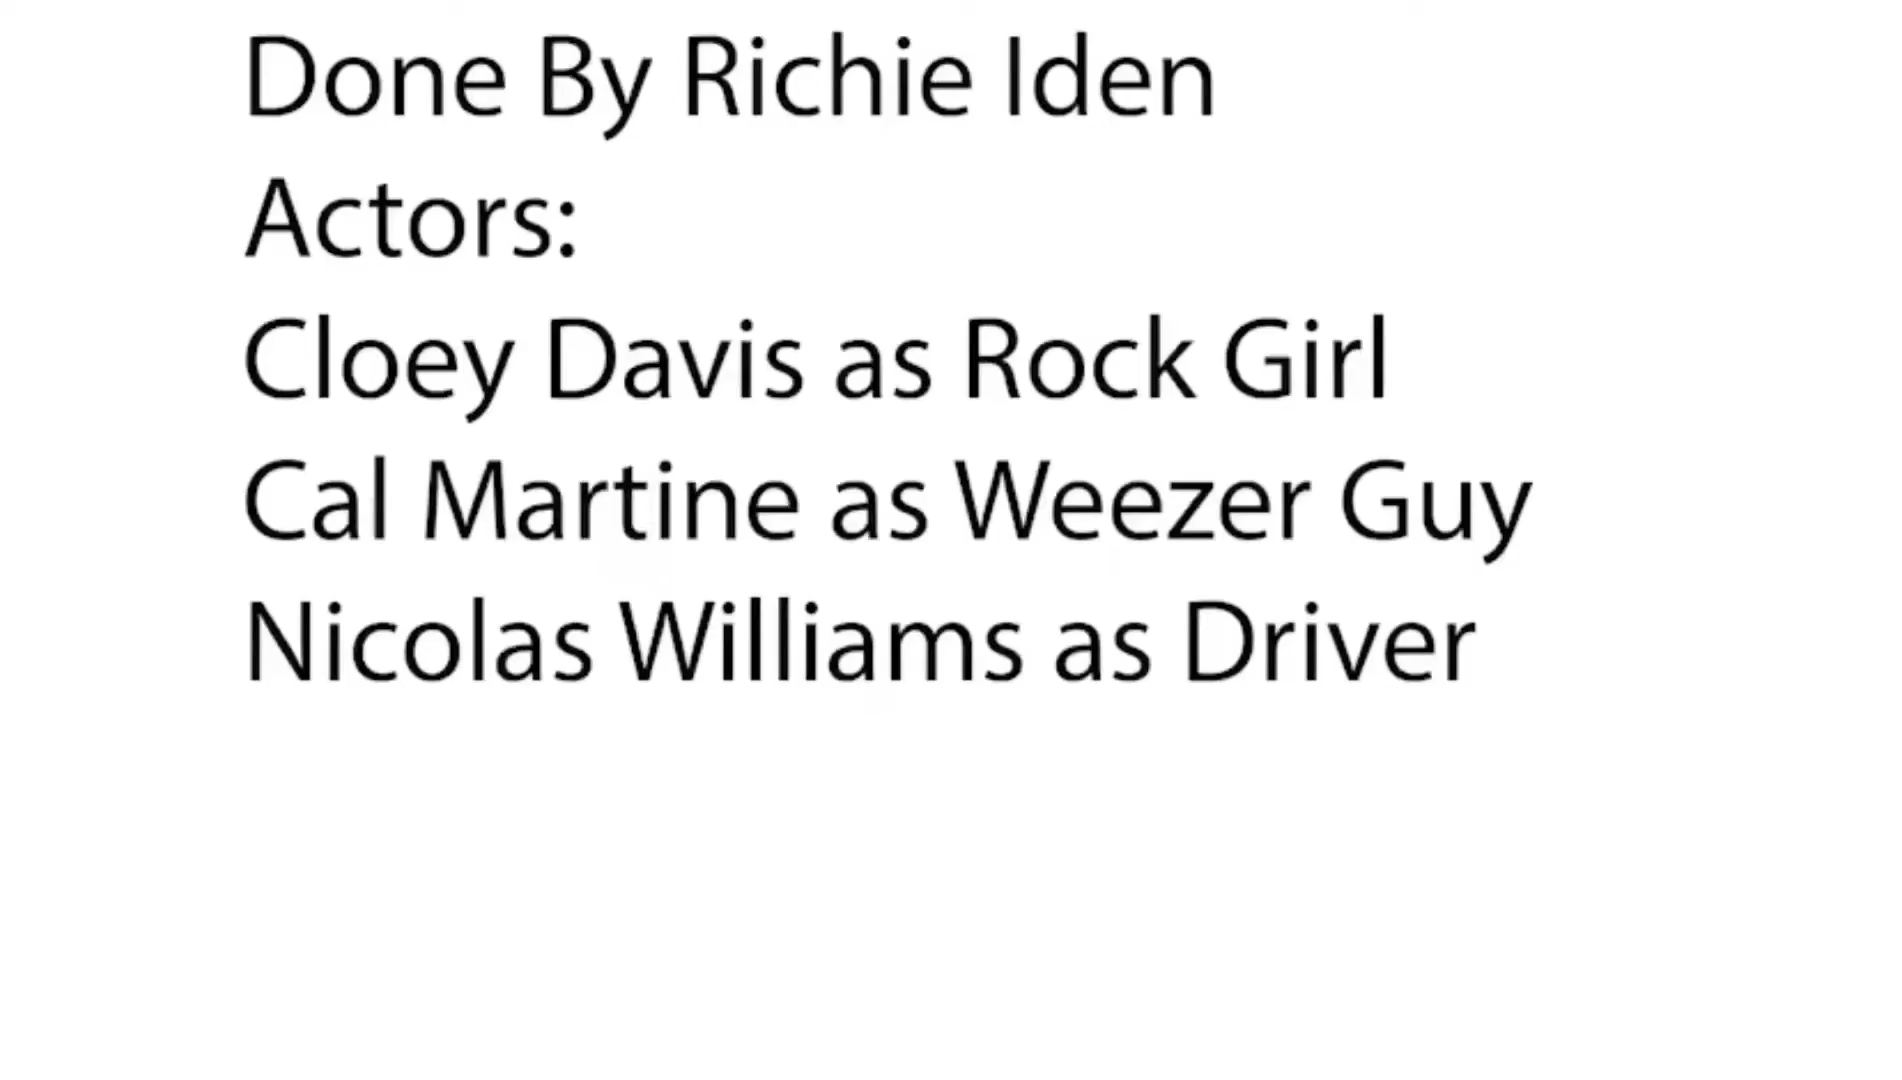 Done By Richie Iden
Actors:
Cloey Davis as Rock Girl
Cal Martine as Weezer Guy
Nicolas Williams as Driver